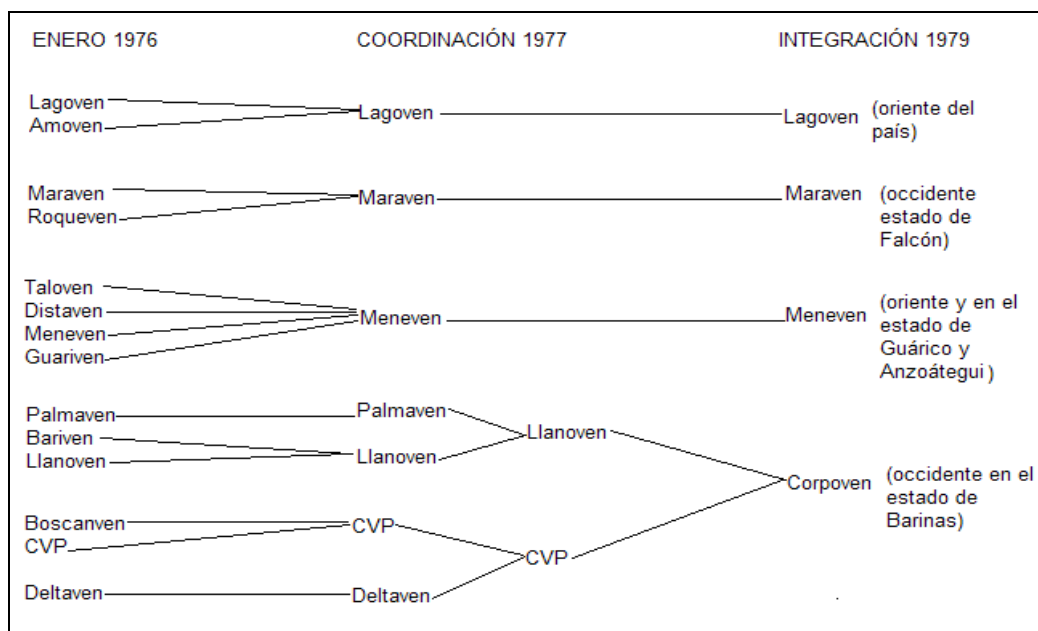 ENERO 1976 COORDINACIÓN 1977 INTEGRACIÓN 1979
Lagoven
Amoven
Lagoven
Lagoven
(oriente del
país)
Maraven
Roqueven
Maraven
Maraven
(occidente
estado de
Falcón)
Taloven
Distaven
Meneven
Guariven
Meneven
Meneven
(oriente y en el
estado de
Guárico y
Anzoátegui)
Palmaven
Bariven
Llanoven
Palmaven
Llanoven
Llanoven
Boscanven
CVP
Deltaven
CVP
Deltaven
CVP
Corpoven
(occidente en el
estado de
Barinas)